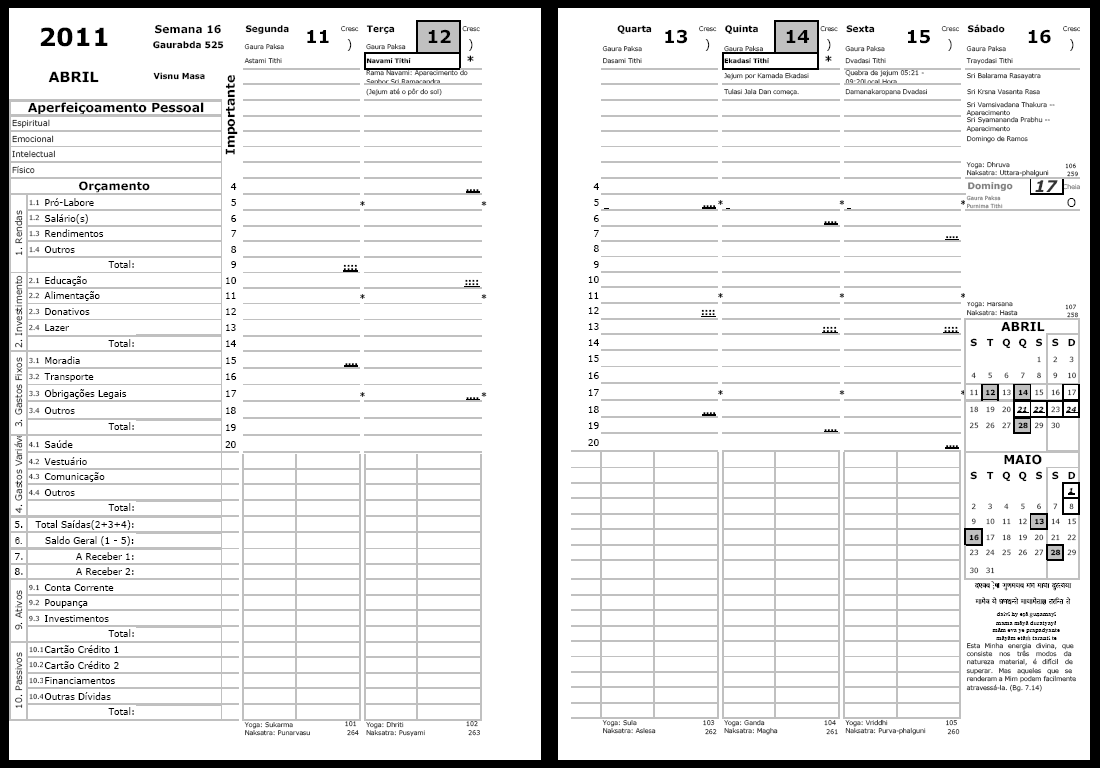 2011
Semana 16
Gaurabda 525
ABRIL
Visnu Masa
Aperfeiçoamento Pessoal
Espiritual
Emocional
Intelectual
Físico
Orçamento
1. Rendas
1.1 Pró-Labore
1.2 Salário(s)
1.3 Rendimentos
1.4 Outros
Total:
2. Investimento
2.1 Educação
2.2 Alimentação
2.3 Donativos
2.4 Lazer
Total:
3. Gastos Fixos
3.1 Moradia
3.2 Transporte
3.3 Obrigações Legais
3.4 Outros
Total:
4. Gastos Variáv
4.1 Saúde
4.2 Vestuário
4.3 Comunicação
4.4 Outros
Total:
5. Total Saídas(2+3+4):
6. Saldo Geral (1 - 5):
7. A Receber 1:
8. A Receber 2:
9. Ativos
9.1 Conta Corrente
9.2 Poupança
9.3 Investimentos
Total:
10. Passivos
10.1 Cartão Crédito 1
10.2 Cartão Crédito 2
10.3 Financiamentos
10.4 Outras Dívidas
Total:
Importante
4
5
6
7
8
9
10
11
12
13
14
15
16
17
18
19
20
Segunda 11 Cresc
Gaura Paksa )
Astami Tithi
Yoga: Sukarma 101
Naksatra: Punarvasu 264
Terça 12 Cresc
Gaura Paksa )
Navami Tithi *
Rama Navami: Aparecimento do
Senhor Sri Ramacandra
(Jejum até o pôr do sol)
Yoga: Dhriti 102
Naksatra: Pusyami 263
Quarta 13 Cresc
Gaura Paksa )
Dasami Tithi
4
5
6
7
8
9
10
11
12
13
14
15
16
17
18
19
20
Yoga: Sula 103
Naksatra: Aslesa 262
Quinta 14 Cresc
Gaura Paksa )
Ekadasi Tithi *
Jejum por Kamada Ekadasi
Tulasi Jala Dan começa.
Yoga: Ganda 104
Naksatra: Magha 261
Sexta 15 Cresc
Gaura Paksa )
Dvadasi Tithi
Quebra de jejum 05:21 -
09:20Local Hora
Damanakaropana Dvadasi
Yoga: Vriddhi 105
Naksatra: Purva-phalguni 260
Sábado 16
Gaura Paksa
Trayodasi Tithi
Sri Balarama Rasayatra
Sri Krsna Vasanta Rasa
Sri Vamsivadana Thakura --
Aparecimento
Sri Syamananda Prabhu --
Aparecimento
Domingo de Ramos
Yoga: Dhruva 106
Naksatra: Uttara-phalguni 259
Domingo 17 Cheia
Gaura Paksa
Purnima Tithi O
Yoga: Harsana 107
Naksatra: Hasta 258
ABRIL
S T Q Q S S D
1 2 3
4 5 6 7 8 9 10
11 12 13 14 15 16 17
18 19 20 21 22 23 24
25 26 27 28 29 30
MAIO
S T Q Q S S D
1
2 3 4 5 6 7 8
9 10 11 12 13 14 15
16 17 18 19 20 21 22
23 24 25 26 27 28 29
30 31
daivī hy eṣā guṇamayī
mama māyā duratyayā
mām eva ye prapadyante
māyām etāṁ taranti te
Esta Minha energia divina, que
consiste nos três modos da
natureza material, é difícil de
superar. Mas aqueles que se
renderam a Mim podem facilmente
atravessá-la. (Bg. 7.14)